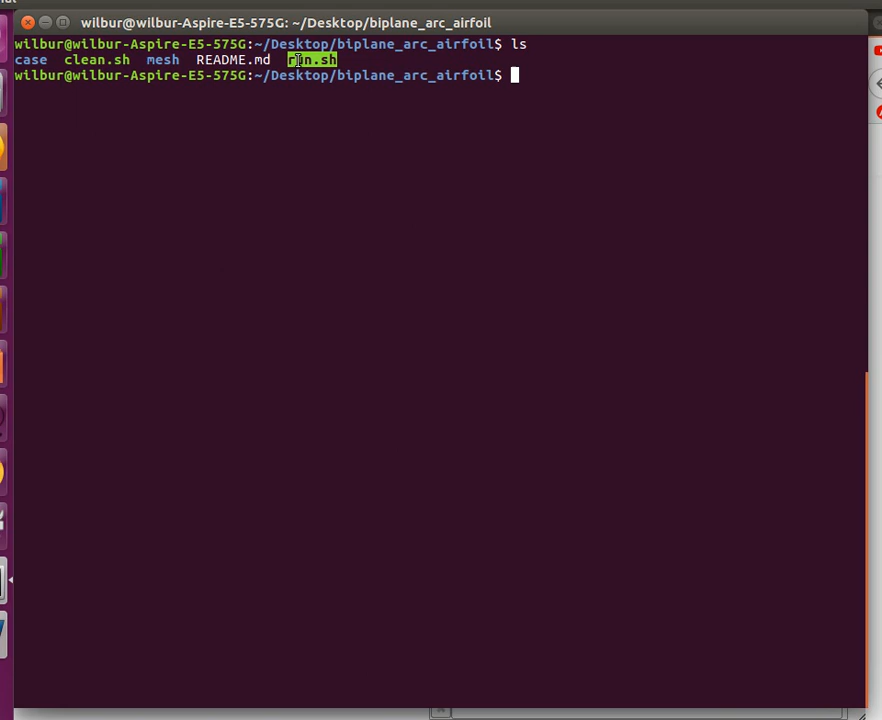 wilbur@wilbur-Aspire-E5-575G: ~/Desktop/biplane_arc_airfoil
wilbur@wilbur-Aspire-E5-575G:~/Desktop/biplane_arc_airfoil$ ls
case clean.sh mesh README.md run.sh
wilbur@wilbur-Aspire-E5-575G:~/Desktop/biplane_arc_airfoil$